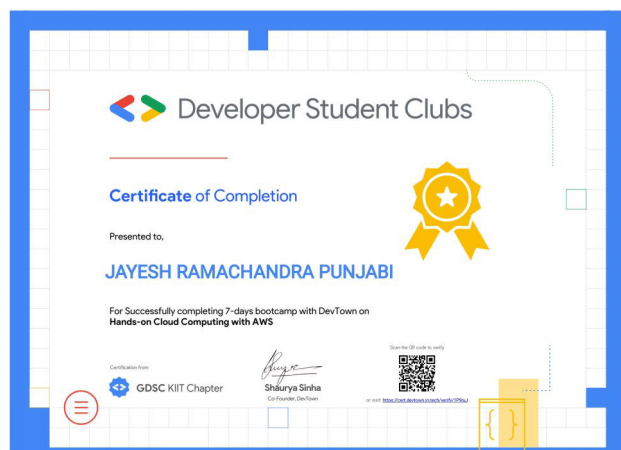 Developer Student Clubs
Certificate of Completion
Presented to,
JAYESH RAMACHANDRA PUNJABI
For Successfully completing 7-days bootcamp with DevTown on
Hands-on Cloud Computing with AWS
Scan the QR code to verify
Certification from
GDSC KIIT Chapter
Shaurya Sinha
Co-Founder, DevTown
or visit